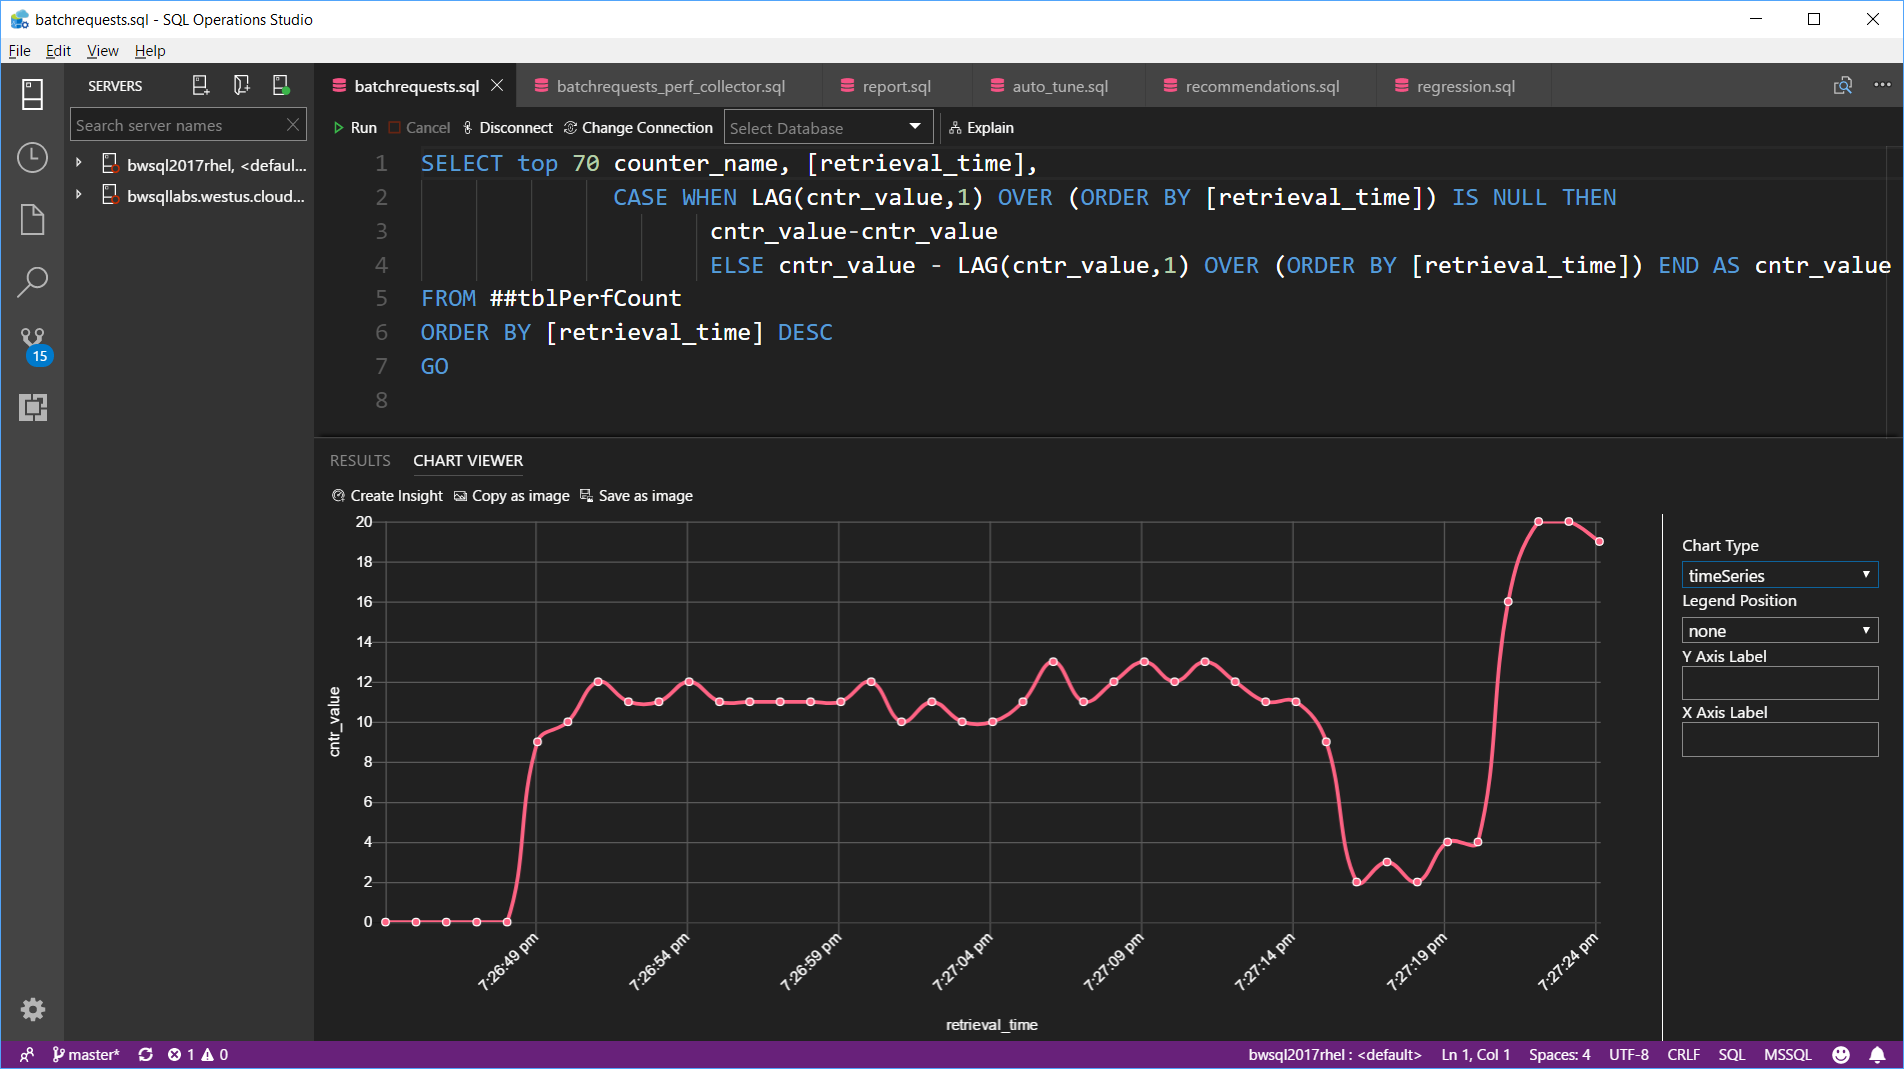 batchrequests.sql - SQL Operations Studio
File Edit View Help
SERVERS
Search server names
bwsql2017rhel, <defaul...
bwsqllabs.westus.cloud...
15
batchrequests.sql batchrequests_perf_collector.sql report.sql auto_tune.sql recommendations.sql regression.sql
Run Cancel Disconnect Change Connection Select Database Explain
1 SELECT top 70 counter_name, [retrieval_time],
2 CASE WHEN LAG(cntr_value,1) OVER (ORDER BY [retrieval_time]) IS NULL THEN
3 cntr_value-cntr_value
4 ELSE cntr_value - LAG(cntr_value,1) OVER (ORDER BY [retrieval_time]) END AS cntr_value
5 FROM ##tblPerfCount
6 ORDER BY [retrieval_time] DESC
7 GO
8
RESULTS CHART VIEWER
Create Insight Copy as image Save as image
20
18
16
14
12
10
8
6
4
2
0
cntr_value
7:26:49 pm 7:26:54 pm 7:26:59 pm 7:27:04 pm 7:27:09 pm 7:27:14 pm 7:27:19 pm 7:27:24 pm
retrieval_time
Chart Type
timeSeries
Legend Position
none
Y Axis Label
X Axis Label
master* 1 0 bwsql2017rhel : <default> Ln 1, Col 1 Spaces: 4 UTF-8 CRLF SQL MSSQL